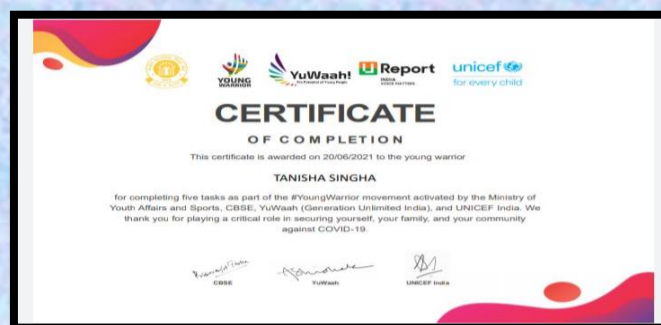 YOUNG
WARRIOR
YuWaah!
U Report
INDIA
VOICE MATTERS
unicef
for every child
CERTIFICATE
OF COMPLETION
This certificate is awarded on 20/06/2021 to the young warrior
TANISHA SINGHA
for completing five tasks as part of the #YoungWarrior movement activated by the Ministry of
Youth Affairs and Sports, CBSE, YuWaah (Generation Unlimited India), and UNICEF India. We
thank you for playing a critical role in securing yourself, your family, and your community
against COVID-19.
CBSE
YuWaah
UNICEF India